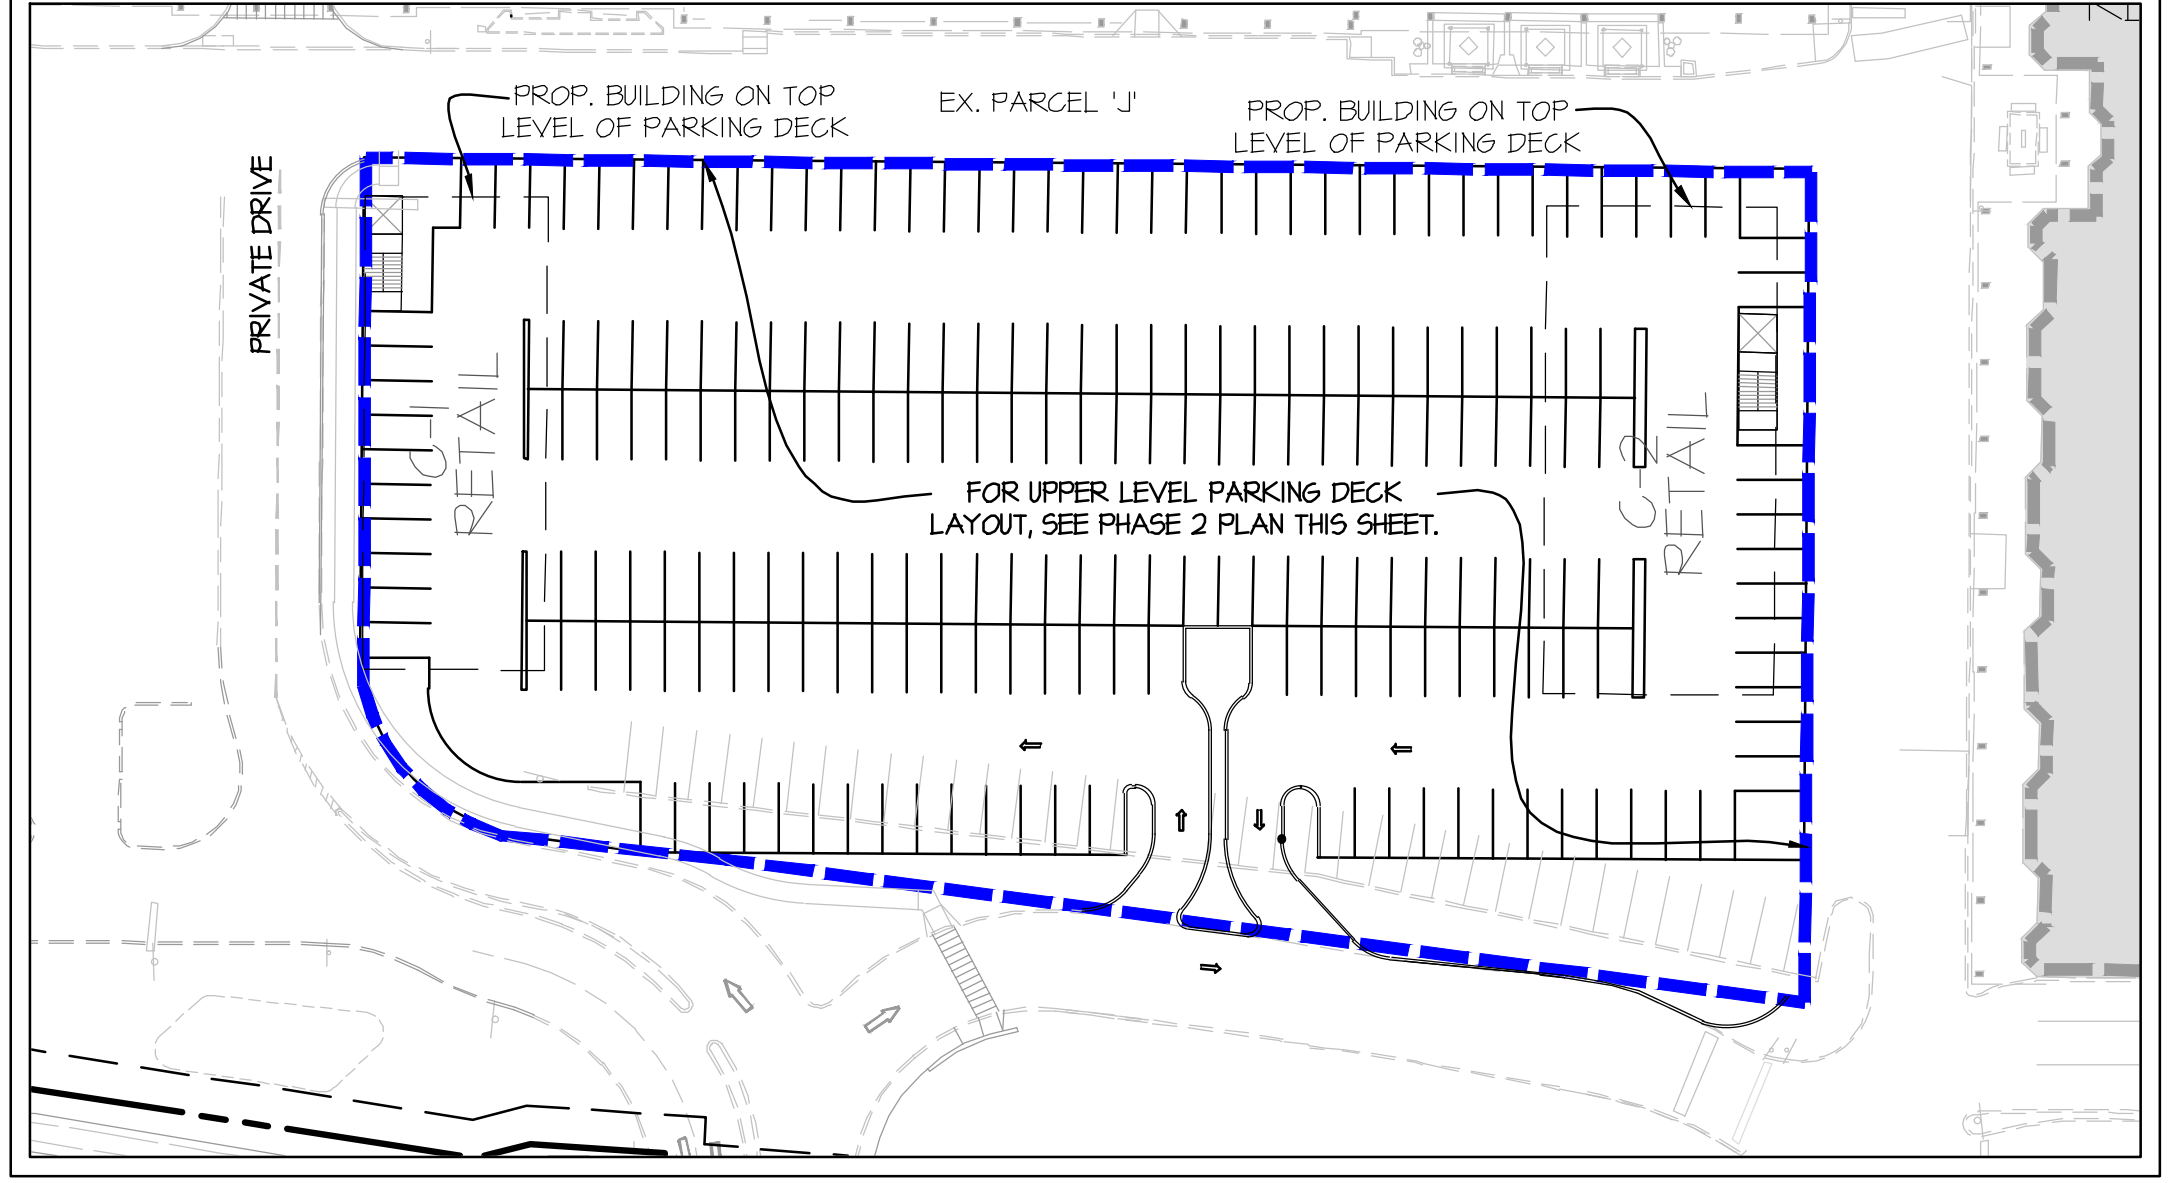 PROP. BUILDING ON TOP
LEVEL OF PARKING DECK
EX. PARCEL 'J'
PROP. BUILDING ON TOP
LEVEL OF PARKING DECK
PRIVATE DRIVE
C-1
RETAIL
C-2
RETAIL
FOR UPPER LEVEL PARKING DECK
LAYOUT, SEE PHASE 2 PLAN THIS SHEET.